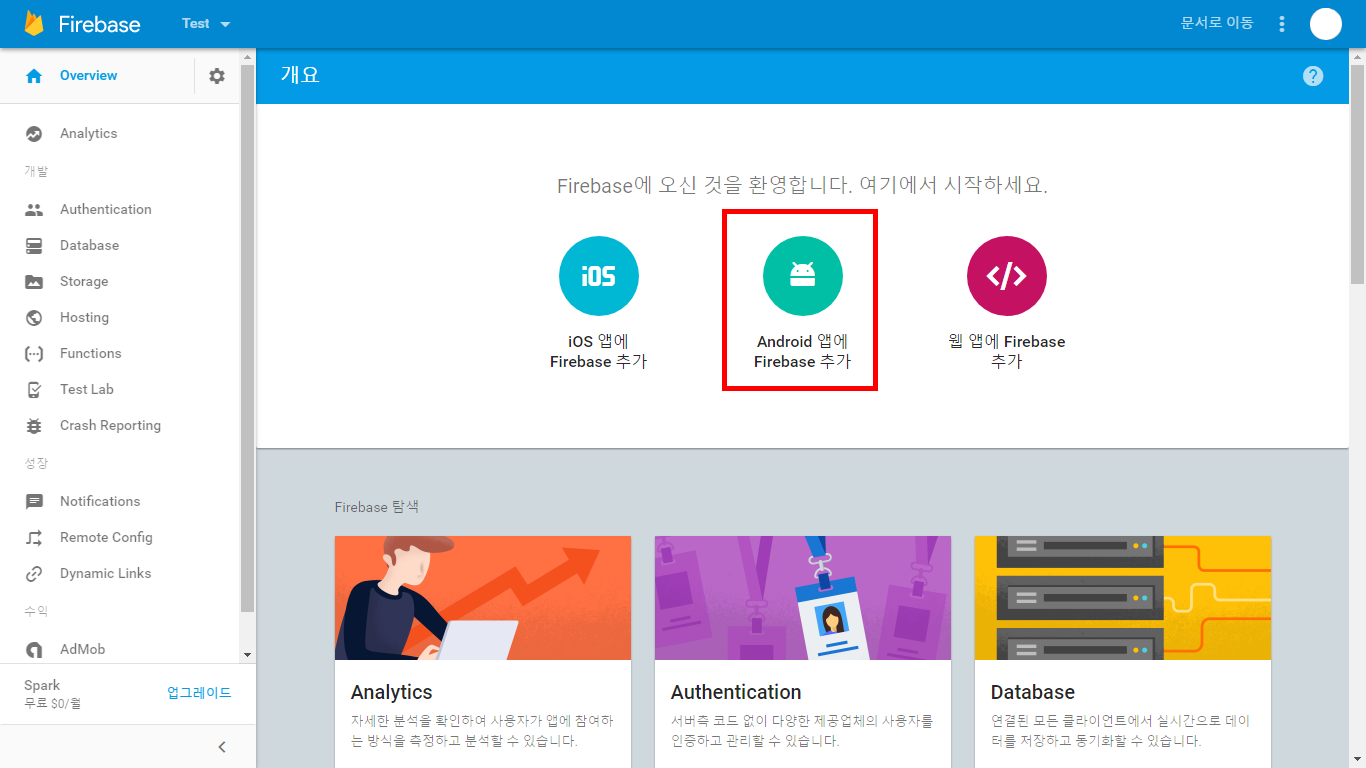 Firebase
Test
문서로 이동
Overview
Analytics
개발
Authentication
Database
Storage
Hosting
Functions
Test Lab
Crash Reporting
성장
Notifications
Remote Config
Dynamic Links
수익
AdMob
Spark
무료 $0/월
업그레이드
개요
Firebase에 오신 것을 환영합니다. 여기에서 시작하세요.
iOS
iOS 앱에
Firebase 추가
Android 앱에
Firebase 추가
</>
웹 앱에 Firebase
추가
Firebase 탐색
Analytics
자세한 분석을 확인하여 사용자가 앱에 참여하
는 방식을 측정하고 분석할 수 있습니다.
Authentication
서버측 코드 없이 다양한 제공업체의 사용자를
인증하고 관리할 수 있습니다.
Database
연결된 모든 클라이언트에서 실시간으로 데이
터를 저장하고 동기화할 수 있습니다.